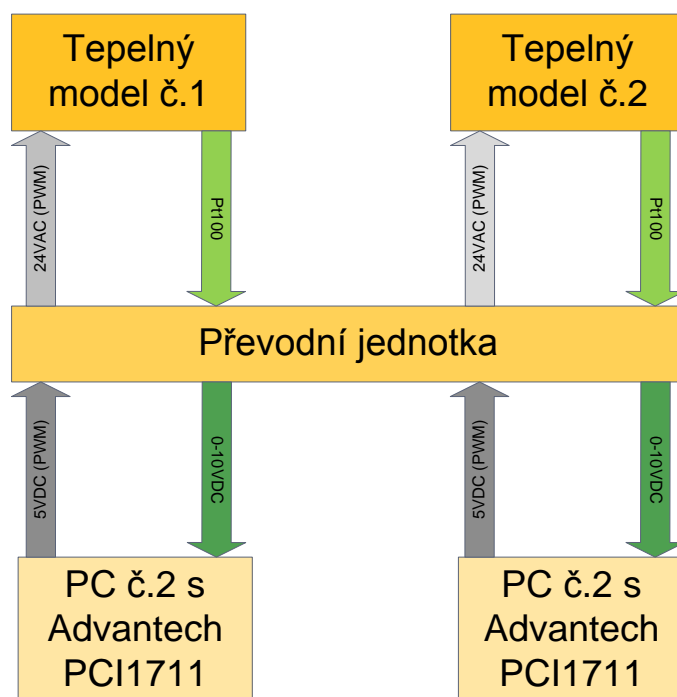 Tepelný
model č.1
Tepelný
model č.2
24VAC (PWM)
Pt100
24VAC (PWM)
Pt100
Převodní jednotka
5VDC (PWM)
0-10VDC
5VDC (PWM)
0-10VDC
PC č.2 s
Advantech
PCI1711
PC č.2 s
Advantech
PCI1711